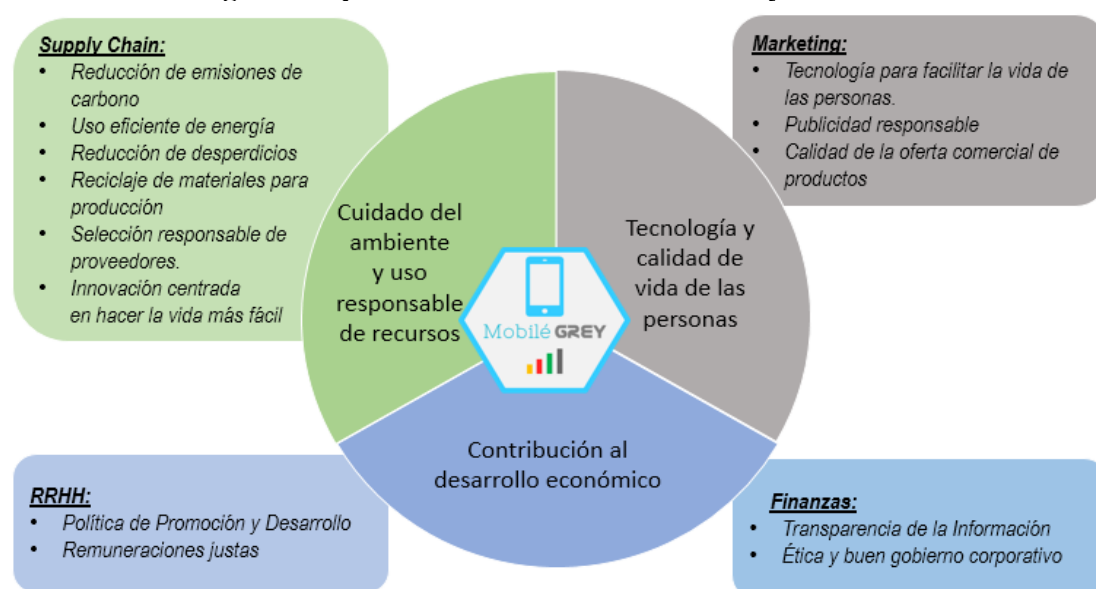 Supply Chain:
• Reducción de emisiones de
carbono
• Uso eficiente de energía
• Reducción de desperdicios
• Reciclaje de materiales para
producción
• Selección responsable de
proveedores.
• Innovación centrada
en hacer la vida más fácil
Marketing:
• Tecnología para facilitar la vida de
las personas.
• Publicidad responsable
• Calidad de la oferta comercial de
productos
Cuidado del
ambiente
y uso
responsable
de recursos
Tecnología y
calidad de
vida de las
personas
Mobilé GREY
Contribución al
desarrollo económico
RRHH:
• Política de Promoción y Desarrollo
• Remuneraciones justas
Finanzas:
• Transparencia de la Información
• Ética y buen gobierno corporativo